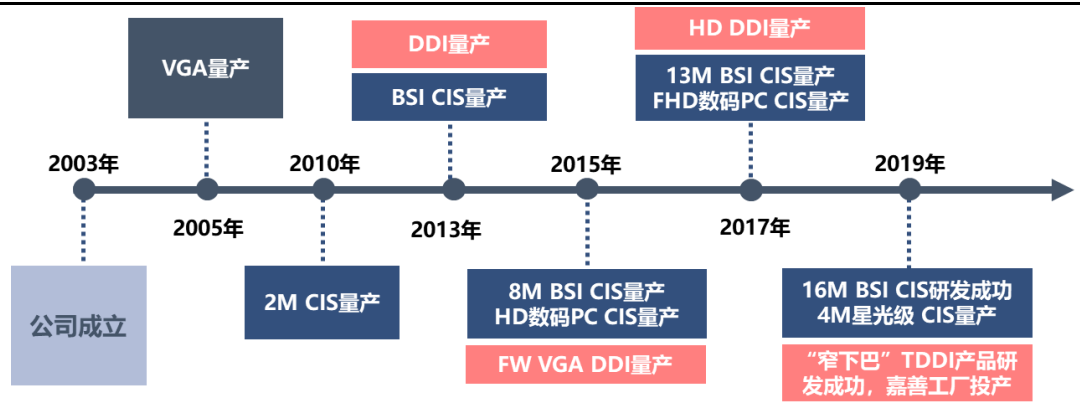 VGA量产
DDI量产
BSI CIS量产
HD DDI量产
13M BSI CIS量产
FHD数码PC CIS量产
2003年
2010年
2015年
2019年
2005年
2013年
2017年
公司成立
2M CIS量产
8M BSI CIS量产
HD数码PC CIS量产
FW VGA DDI量产
16M BSI CIS研发成功
4M星光级 CIS量产
“窄下巴”TDDI产品研
发成功，嘉善工厂投产